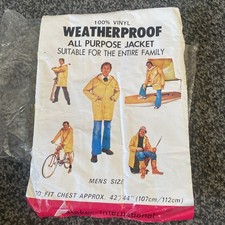 100% VINYL
WEATHERPROOF
ALL PURPOSE JACKET
SUITABLE FOR THE ENTIRE FAMILY
MENS SIZE
FIT CHEST APPROX. 42"/44" (107cm/112cm)
International